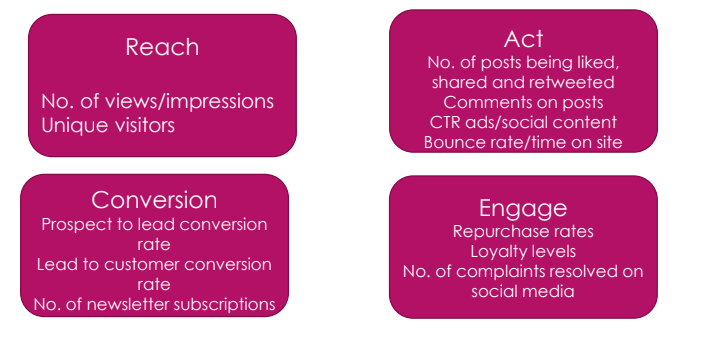 Reach
No. of views/impressions
Unique visitors
Act
No. of posts being liked,
shared and retweeted
Comments on posts
CTR ads/social content
Bounce rate/time on site
Conversion
Prospect to lead conversion
rate
Lead to customer conversion
rate
No. of newsletter subscriptions
Engage
Repurchase rates
Loyalty levels
No. of complaints resolved on
social media